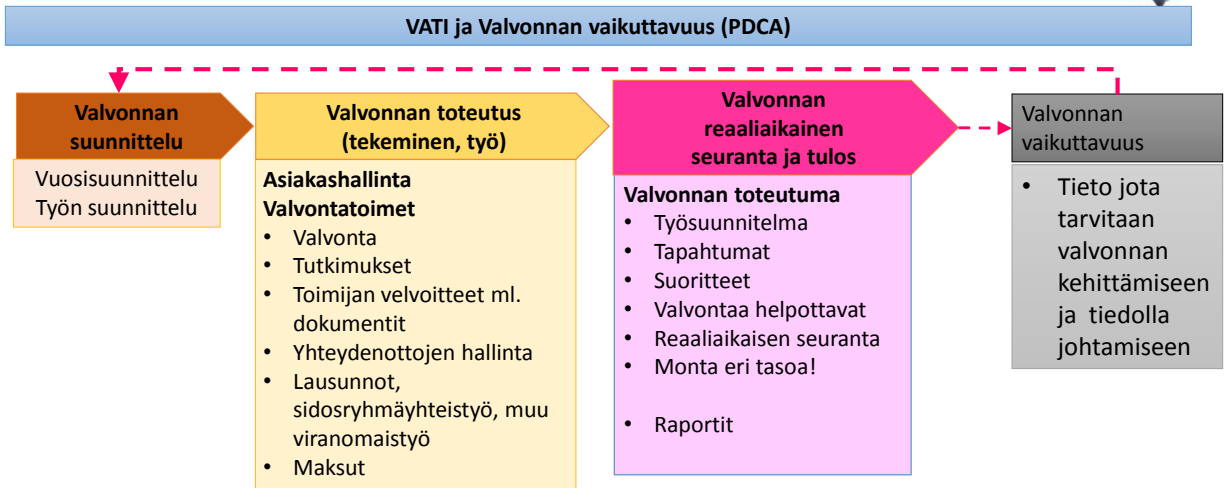 VATI ja Valvonnan vaikuttavuus (PDCA)
Valvonnan
suunnittelu
Vuosisuunnittelu
Työn suunnittelu
Valvonnan toteutus
(tekeminen, työ)
Asiakashallinta
Valvontatoimet
• Valvonta
• Tutkimukset
• Toimijan velvoitteet ml.
dokumentit
• Yhteydenottojen hallinta
• Lausunnot,
sidosryhmäyhteistyö, muu
viranomaistyö
• Maksut
Valvonnan
reaaliaikainen
seuranta ja tulos
Valvonnan toteutuma
• Työsuunnitelma
• Tapahtumat
• Suoritteet
• Valvontaa helpottavat
• Reaaliaikaisen seuranta
• Monta eri tasoa!
• Raportit
Valvonnan
vaikuttavuus
• Tieto jota
tarvitaan
valvonnan
kehittämiseen
ja tiedolla
johtamiseen